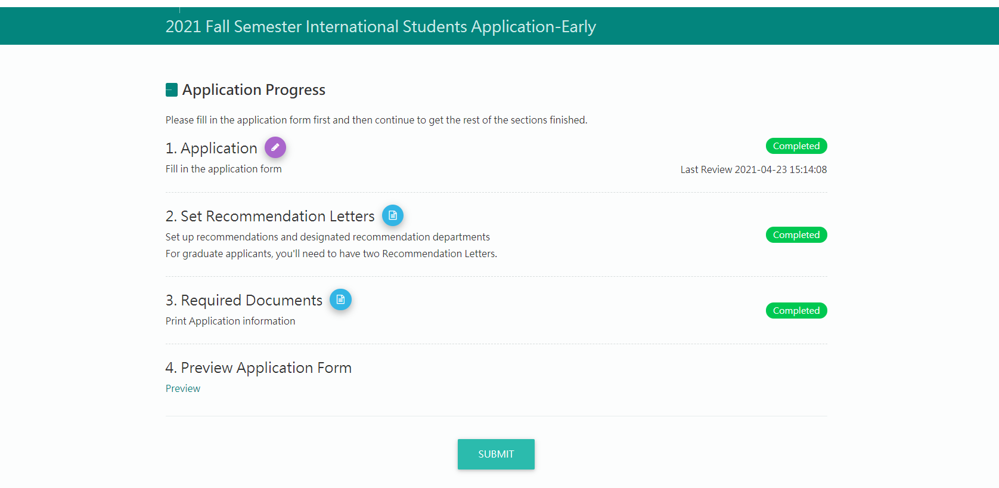 2021 Fall Semester International Students Application-Early
Application Progress
Please fill in the application form first and then continue to get the rest of the sections finished.
1. Application
Completed
Fill in the application form
Last Review 2021-04-23 15:14:08
2. Set Recommendation Letters
Set up recommendations and designated recommendation departments
Completed
For graduate applicants, you'll need to have two Recommendation Letters.
3. Required Documents
Completed
Print Application information
4. Preview Application Form
Preview
SUBMIT